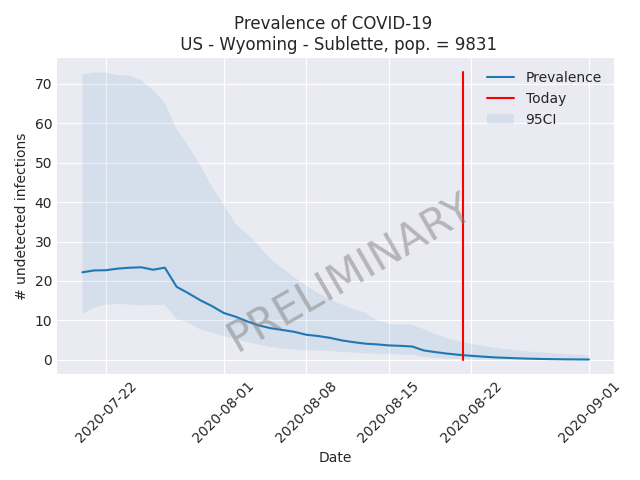 Prevalence of COVID-19
US - Wyoming - Sublette, pop. = 9831
Prevalence
Today
95CI
# undetected infections
70
60
50
40
30
20
10
0
PRELIMINARY
2020-07-22
2020-08-01
2020-08-08
2020-08-15
2020-08-22
2020-09-01
Date